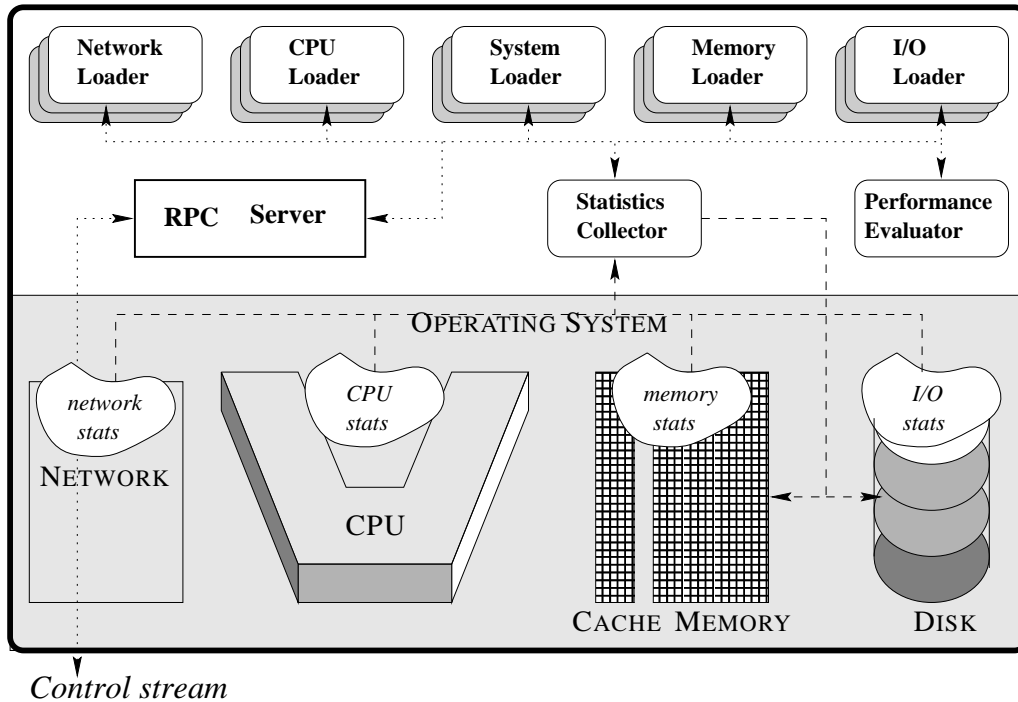 Network
Loader
CPU
Loader
System
Loader
Memory
Loader
I/O
Loader
RPC Server
Statistics
Collector
Performance
Evaluator
OPERATING SYSTEM
network
stats
CPU
stats
memory
stats
I/O
stats
NETWORK
CPU
CACHE MEMORY
DISK
Control stream